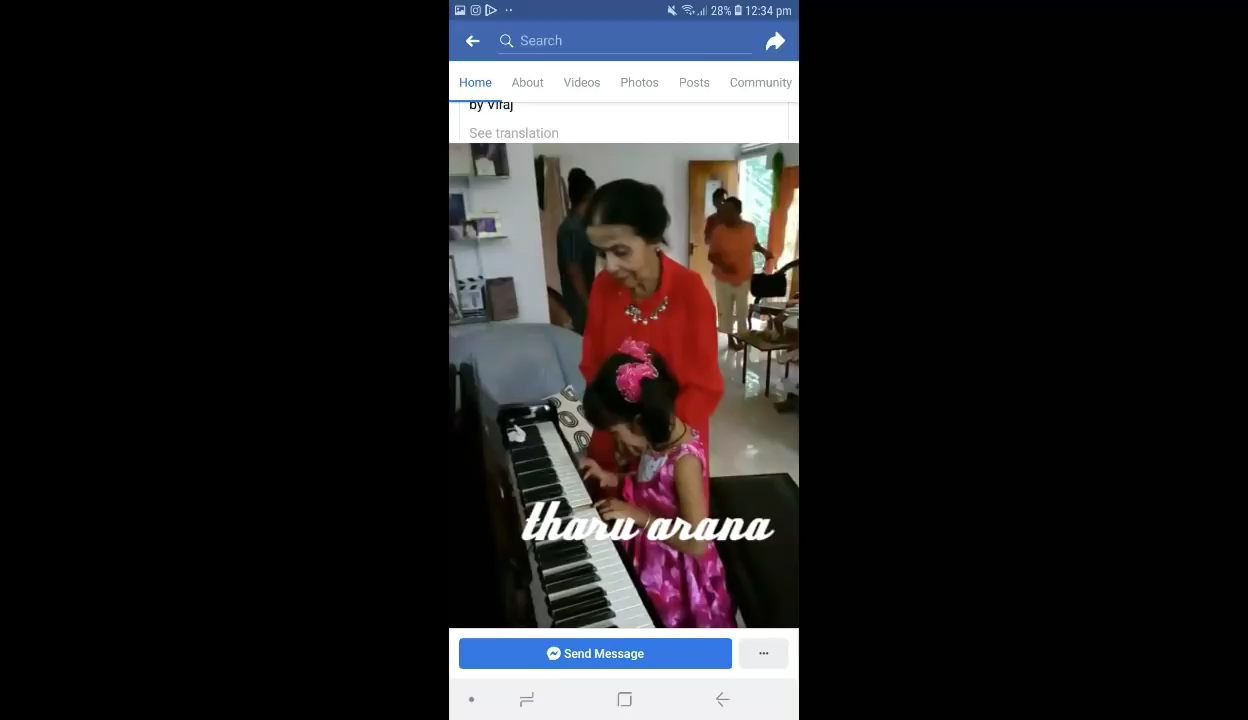 28% 12:34 pm
Search
Home About Videos Photos Posts Community
by Viraj
See translation
tharu arana
Send Message